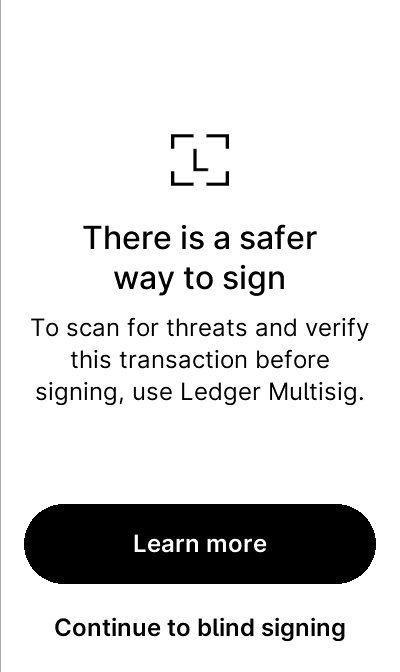 L
There is a safer
way to sign
To scan for threats and verify
this transaction before
signing, use Ledger Multisig.
Learn more
Continue to blind signing